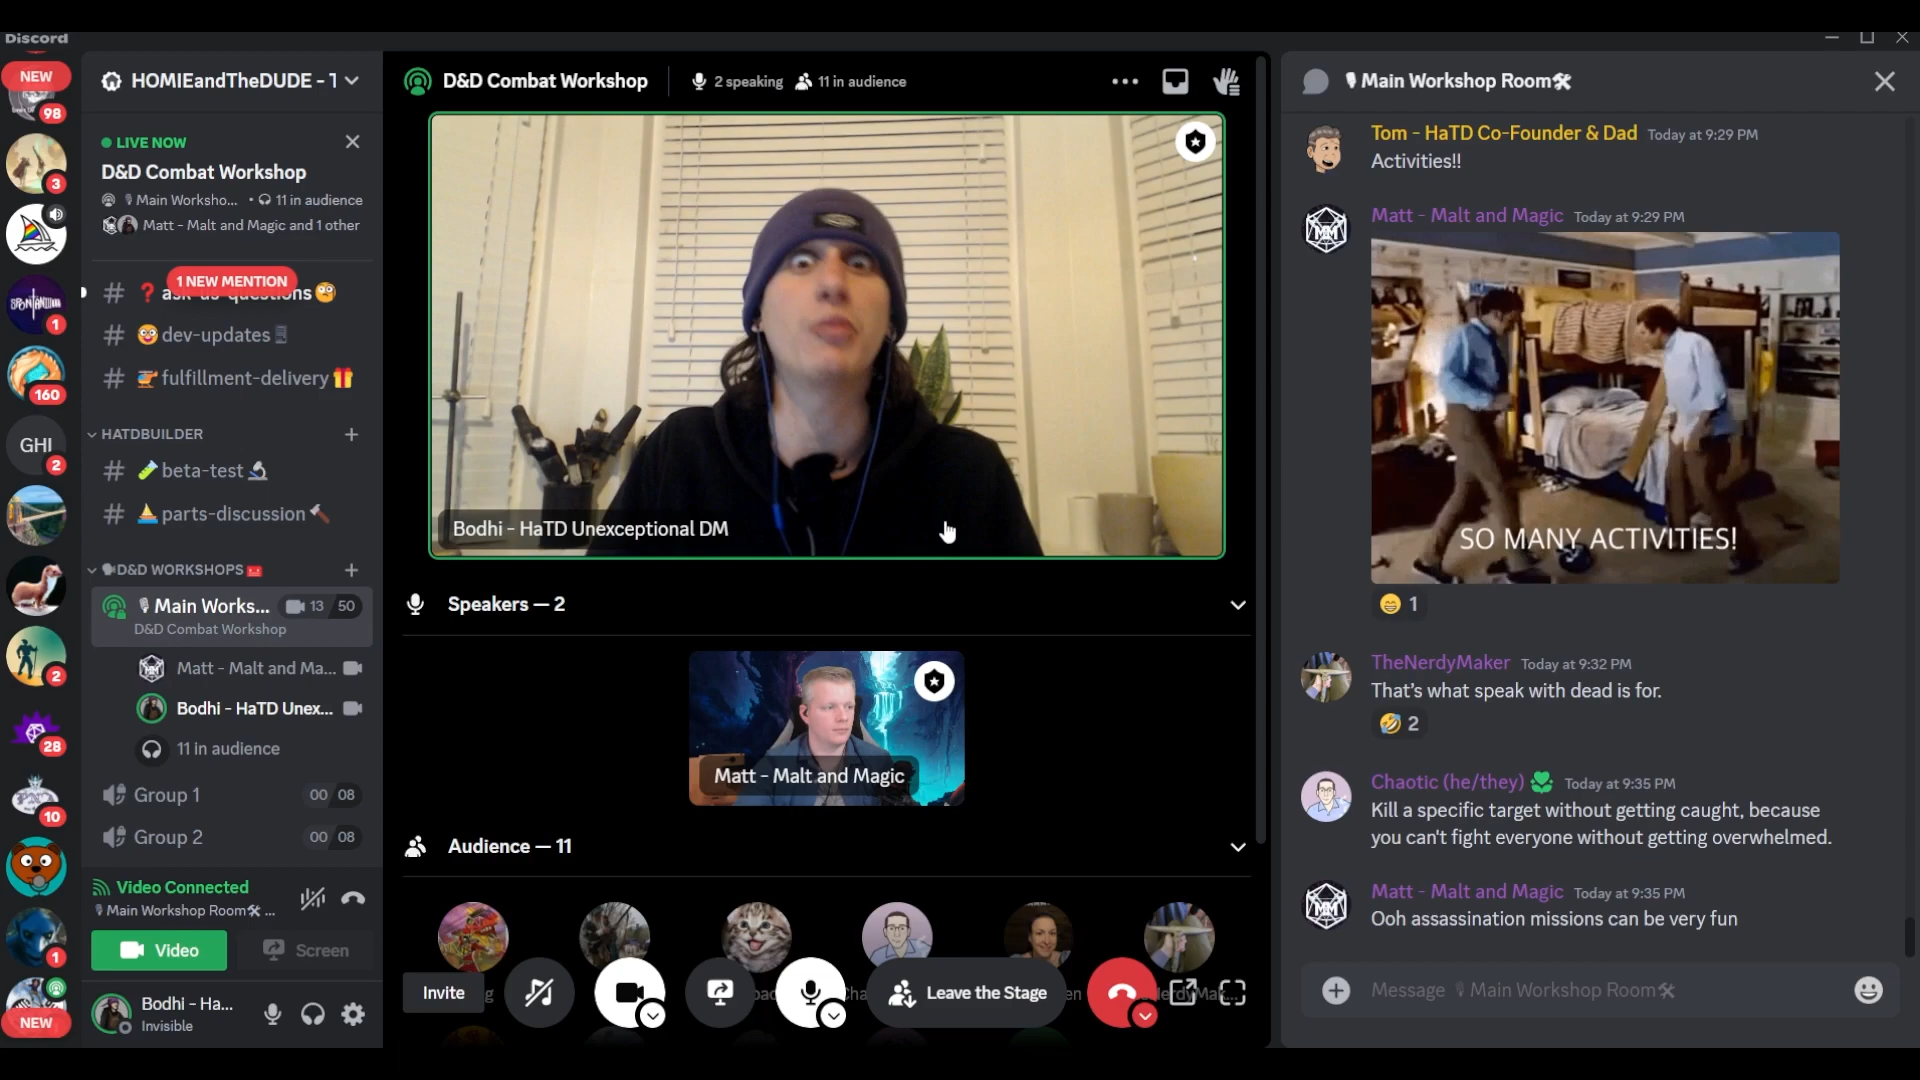 Discord
NEW
98
3
1
160
GHI
2
2
28
10
1
NEW
HOMIEandTheDUDE - T
LIVE NOW
D&D Combat Workshop
Main Worksho... • 11 in audience
Matt - Malt and Magic and 1 other
1 NEW MENTION
# ask-us-questions
# dev-updates
# fulfillment-delivery
HATDBUILDER
# beta-test
# parts-discussion
D&D WORKSHOPS
Main Works... 13 50
D&D Combat Workshop
Matt - Malt and Ma...
Bodhi - HaTD Unex...
11 in audience
Group 1 00 08
Group 2 00 08
Video Connected
Main Workshop Room ...
Video Screen
Bodhi - Ha...
Invisible
D&D Combat Workshop 2 speaking 11 in audience
Bodhi - HaTD Unexceptional DM
Speakers — 2
Matt - Malt and Magic
Audience — 11
Invite
Leave the Stage
Main Workshop Room
Tom - HaTD Co-Founder & Dad Today at 9:29 PM
Activities!!
Matt - Malt and Magic Today at 9:29 PM
SO MANY ACTIVITIES!
1
TheNerdyMaker Today at 9:32 PM
That's what speak with dead is for.
2
Chaotic (he/they) Today at 9:35 PM
Kill a specific target without getting caught, because
you can't fight everyone without getting overwhelmed.
Matt - Malt and Magic Today at 9:35 PM
Ooh assassination missions can be very fun
Message Main Workshop Room